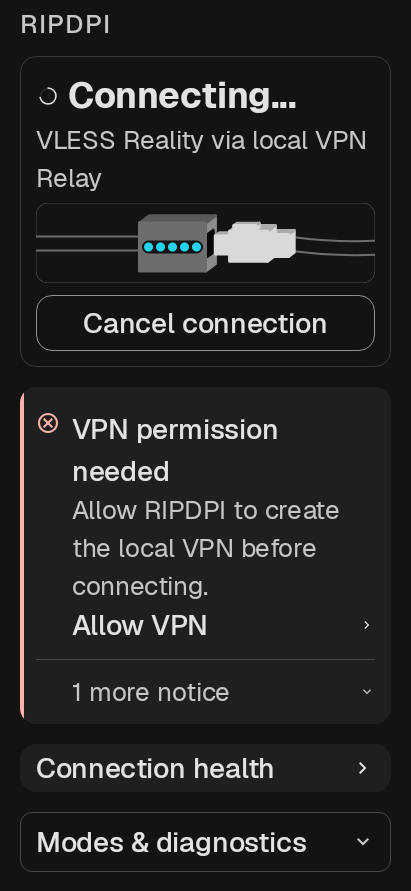 RIPDPI
Connecting...
VLESS Reality via local VPN
Relay
Cancel connection
VPN permission
needed
Allow RIPDPI to create
the local VPN before
connecting.
Allow VPN
1 more notice
Connection health
Modes & diagnostics